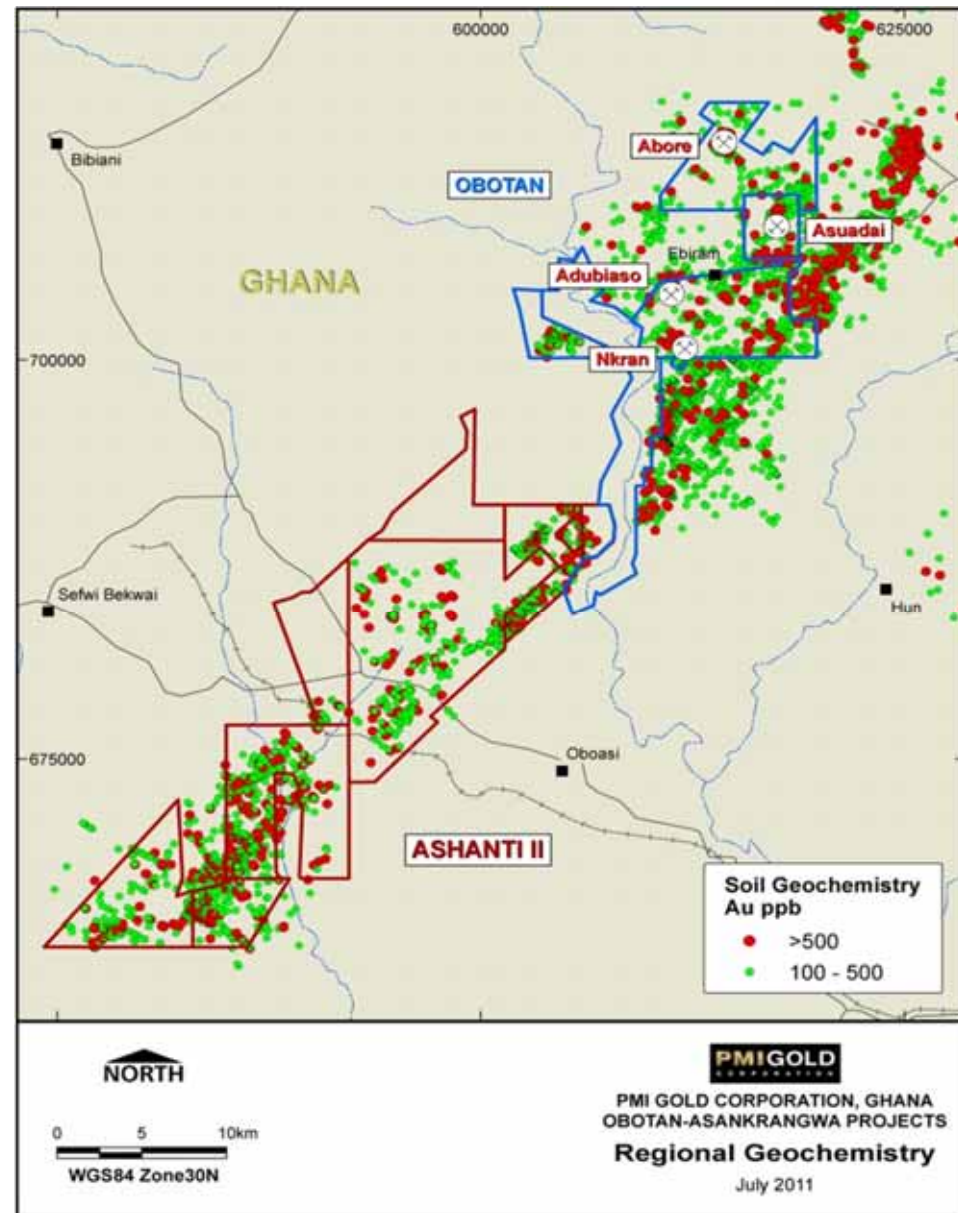 600000
625000
Bibiani
Abore
OBOTAN
Asuadai
Ebiram
Adubiaso
GHANA
700000
Nkran
Sefwi Bekwai
Hun
675000
Oboasi
ASHANTI II
Soil Geochemistry
Au ppb
>500
100 - 500
NORTH
0 5 10km
WGS84 Zone30N
PMIGOLD
CORPORATION
PMI GOLD CORPORATION, GHANA
OBOTAN-ASANKRANGWA PROJECTS
Regional Geochemistry
July 2011